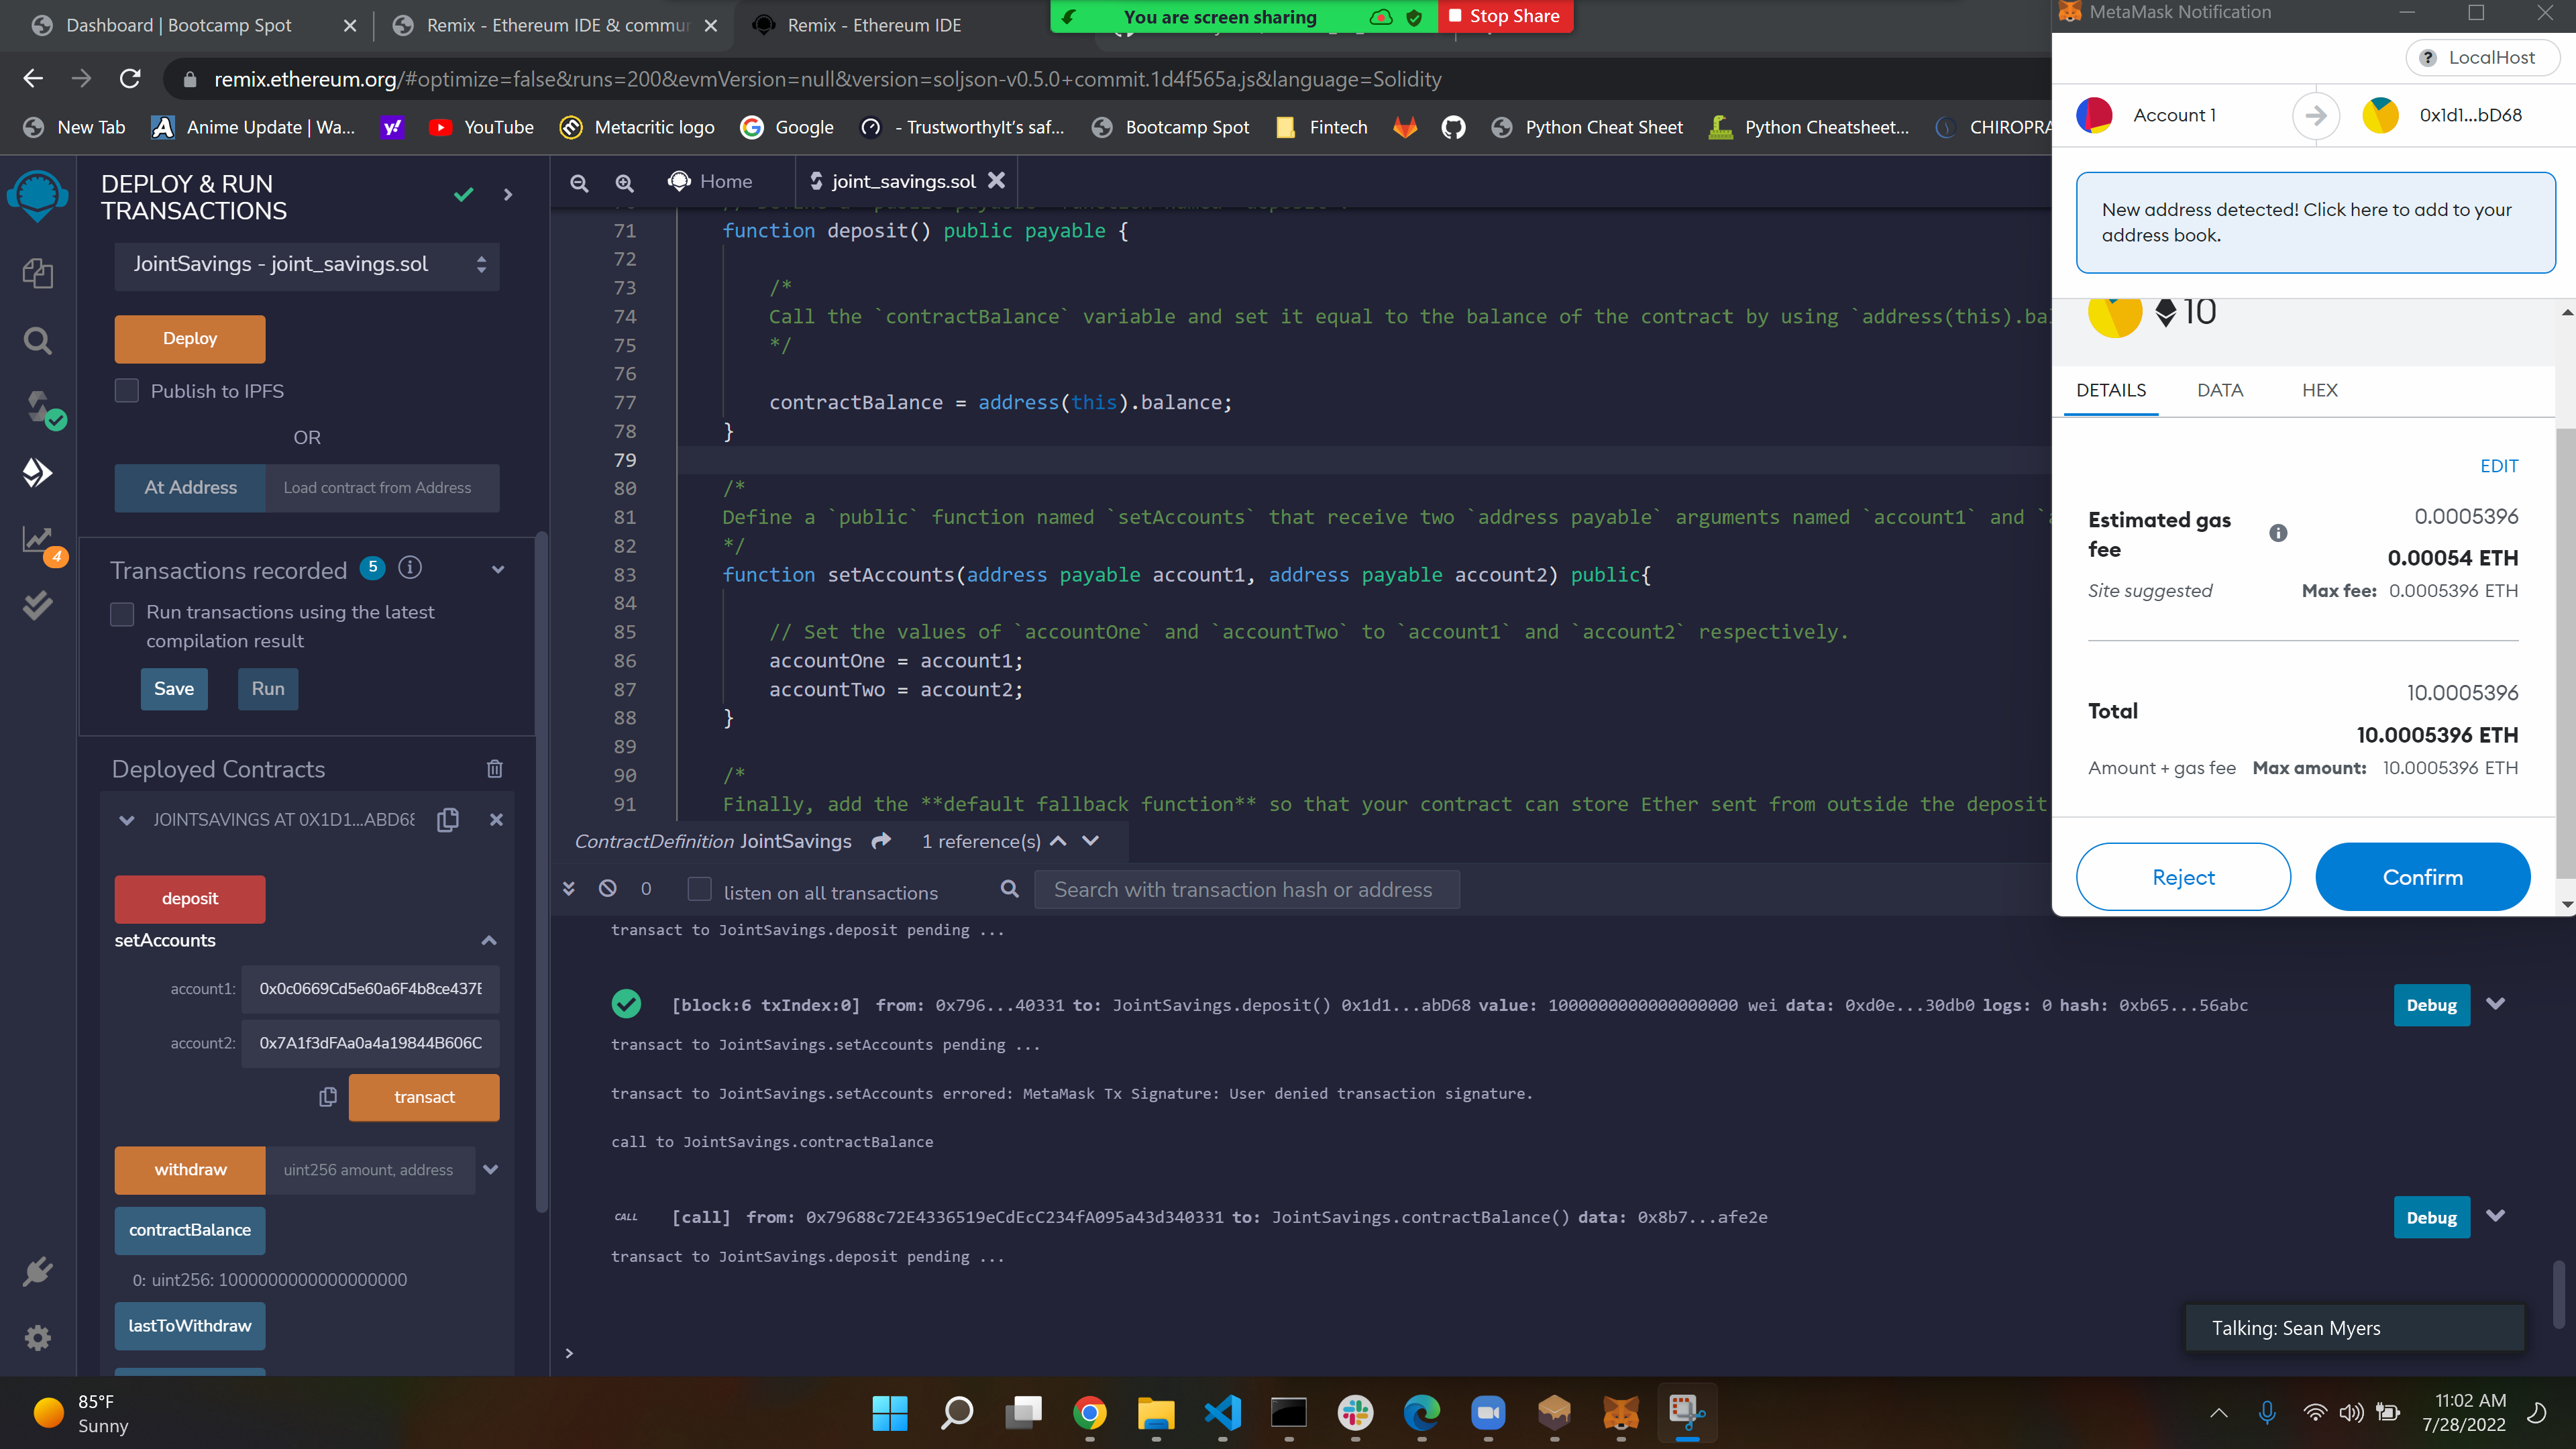 Dashboard | Bootcamp Spot
Remix - Ethereum IDE & commur
Remix - Ethereum IDE
You are screen sharing
Stop Share
MetaMask Notification
remix.ethereum.org/#optimize=false&runs=200&evmVersion=null&version=soljson-v0.5.0+commit.1d4f565a.js&language=Solidity
LocalHost
New Tab
Anime Update | Wa...
YouTube
Metacritic logo
Google
- TrustworthyIt's saf...
Bootcamp Spot
Fintech
Python Cheat Sheet
Python Cheatsheet...
CHIROPRA
Account 1
0x1d1...bD68
New address detected! Click here to add to your
address book.
10
DETAILS
DATA
HEX
EDIT
Estimated gas
fee
0.0005396
0.00054 ETH
Site suggested
Max fee: 0.0005396 ETH
Total
10.0005396
10.0005396 ETH
Amount + gas fee
Max amount: 10.0005396 ETH
Reject
Confirm
DEPLOY & RUN
TRANSACTIONS
JointSavings - joint_savings.sol
Deploy
Publish to IPFS
OR
At Address
Load contract from Address
4
Transactions recorded 5
Run transactions using the latest
compilation result
Save
Run
Deployed Contracts
JOINTSAVINGS AT 0X1D1...ABD68
deposit
setAccounts
account1: 0x0c0669Cd5e60a6F4b8ce437E
account2: 0x7A1f3dFAa0a4a19844B606C
transact
withdraw
uint256 amount, address
contractBalance
0: uint256: 1000000000000000000
lastToWithdraw
Home
joint_savings.sol
71 function deposit() public payable {
72
73 /*
74 Call the `contractBalance` variable and set it equal to the balance of the contract by using `address(this).bal
75 */
76
77 contractBalance = address(this).balance;
78 }
79
80 /*
81 Define a `public` function named `setAccounts` that receive two `address payable` arguments named `account1` and `a
82 */
83 function setAccounts(address payable account1, address payable account2) public{
84
85 // Set the values of `accountOne` and `accountTwo` to `account1` and `account2` respectively.
86 accountOne = account1;
87 accountTwo = account2;
88 }
89
90 /*
91 Finally, add the **default fallback function** so that your contract can store Ether sent from outside the deposit
ContractDefinition JointSavings
1 reference(s)
0
listen on all transactions
Search with transaction hash or address
transact to JointSavings.deposit pending ...
[block:6 txIndex:0] from: 0x796...40331 to: JointSavings.deposit() 0x1d1...abD68 value: 1000000000000000000 wei data: 0xd0e...30db0 logs: 0 hash: 0xb65...56abc
Debug
transact to JointSavings.setAccounts pending ...
transact to JointSavings.setAccounts errored: MetaMask Tx Signature: User denied transaction signature.
call to JointSavings.contractBalance
CALL
[call] from: 0x79688c72E4336519eCdEcC234fA095a43d340331 to: JointSavings.contractBalance() data: 0x8b7...afe2e
Debug
transact to JointSavings.deposit pending ...
>
Talking: Sean Myers
85°F
Sunny
11:02 AM
7/28/2022